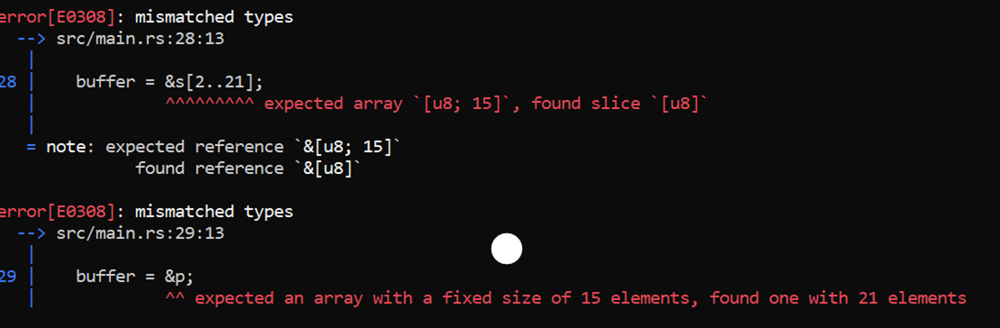 error[E0308]: mismatched types
--> src/main.rs:28:13
|
28 | buffer = &s[2..21];
| ^^^^^^^^^ expected array `[u8; 15]`, found slice `[u8]`
|
= note: expected reference `&[u8; 15]`
found reference `&[u8]`
error[E0308]: mismatched types
--> src/main.rs:29:13
|
29 | buffer = &p;
| ^^ expected an array with a fixed size of 15 elements, found one with 21 elements